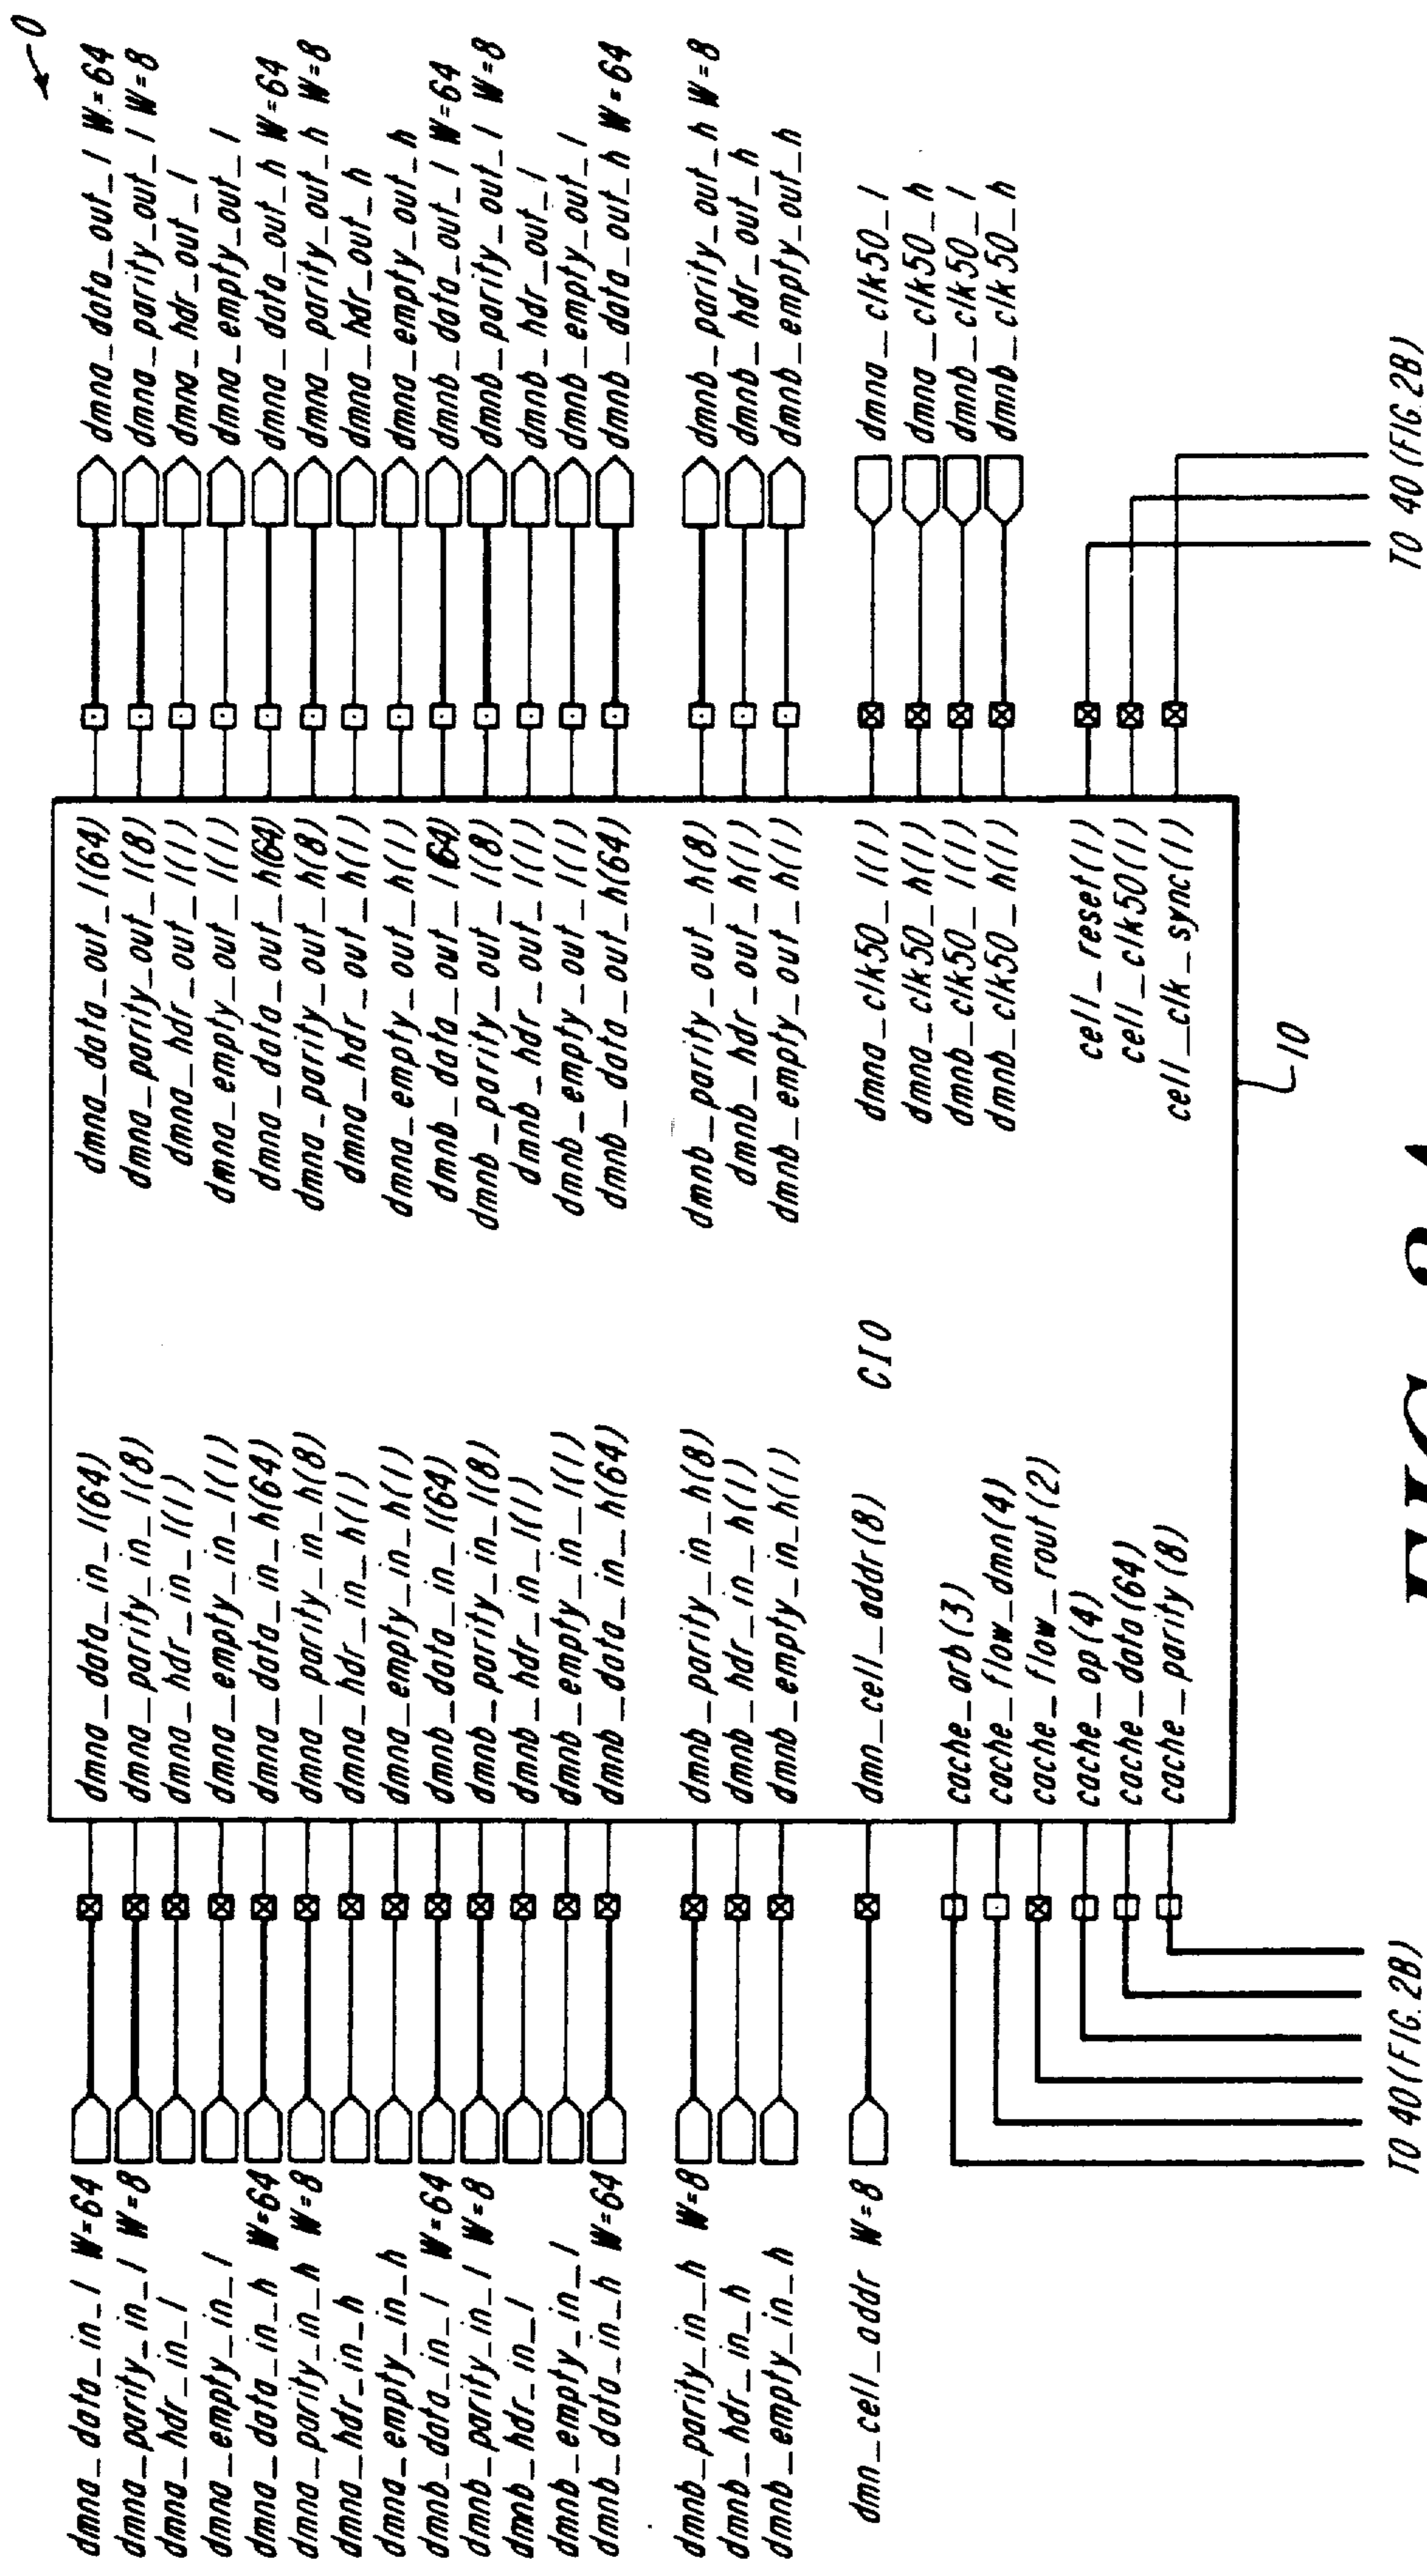 0
dmna_data_in_l W=64
dmna_parity_in_l W=8
dmna_hdr_in_l
dmna_empty_in_l
dmna_data_in_h W=64
dmna_parity_in_h W=8
dmna_hdr_in_h
dmna_empty_in_h
dmnb_data_in_l W=64
dmnb_parity_in_l W=8
dmnb_hdr_in_l
dmnb_empty_in_l
dmnb_data_in_h W=64
dmnb_parity_in_h W=8
dmnb_hdr_in_h
dmnb_empty_in_h
dmn_cell_addr W=8
dmna_data_in_l(64)
dmna_parity_in_l(8)
dmna_hdr_in_l(1)
dmna_empty_in_l(1)
dmna_data_in_h(64)
dmna_parity_in_h(8)
dmna_hdr_in_h(1)
dmna_empty_in_h(1)
dmnb_data_in_l(64)
dmnb_parity_in_l(8)
dmnb_hdr_in_l(1)
dmnb_empty_in_l(1)
dmnb_data_in_h(64)
dmnb_parity_in_h(8)
dmnb_hdr_in_h(1)
dmnb_empty_in_h(1)
dmn_cell_addr(8)
cache_arb(3)
cache_flow_dmn(4)
cache_flow_rout(2)
cache_op(4)
cache_data(64)
cache_parity(8)
CIO
dmna_data_out_l(64)
dmna_parity_out_l(8)
dmna_hdr_out_l(1)
dmna_empty_out_l(1)
dmna_data_out_h(64)
dmna_parity_out_h(8)
dmna_hdr_out_h(1)
dmna_empty_out_h(1)
dmnb_data_out_l(64)
dmnb_parity_out_l(8)
dmnb_hdr_out_l(1)
dmnb_empty_out_l(1)
dmnb_data_out_h(64)
dmnb_parity_out_h(8)
dmnb_hdr_out_h(1)
dmnb_empty_out_h(1)
dmna_clk50_l(1)
dmna_clk50_h(1)
dmnb_clk50_l(1)
dmnb_clk50_h(1)
cell_reset(1)
cell_clk50(1)
cell_clk_sync(1)
dmna_data_out_l W=64
dmna_parity_out_l W=8
dmna_hdr_out_l
dmna_empty_out_l
dmna_data_out_h W=64
dmna_parity_out_h W=8
dmna_hdr_out_h
dmna_empty_out_h
dmnb_data_out_l W=64
dmnb_parity_out_l W=8
dmnb_hdr_out_l
dmnb_empty_out_l
dmnb_data_out_h W=64
dmnb_parity_out_h W=8
dmnb_hdr_out_h
dmnb_empty_out_h
dmna_clk50_l
dmna_clk50_h
dmnb_clk50_l
dmnb_clk50_h
10
TO 40 (FIG. 2B)
TO 40 (FIG. 2B)